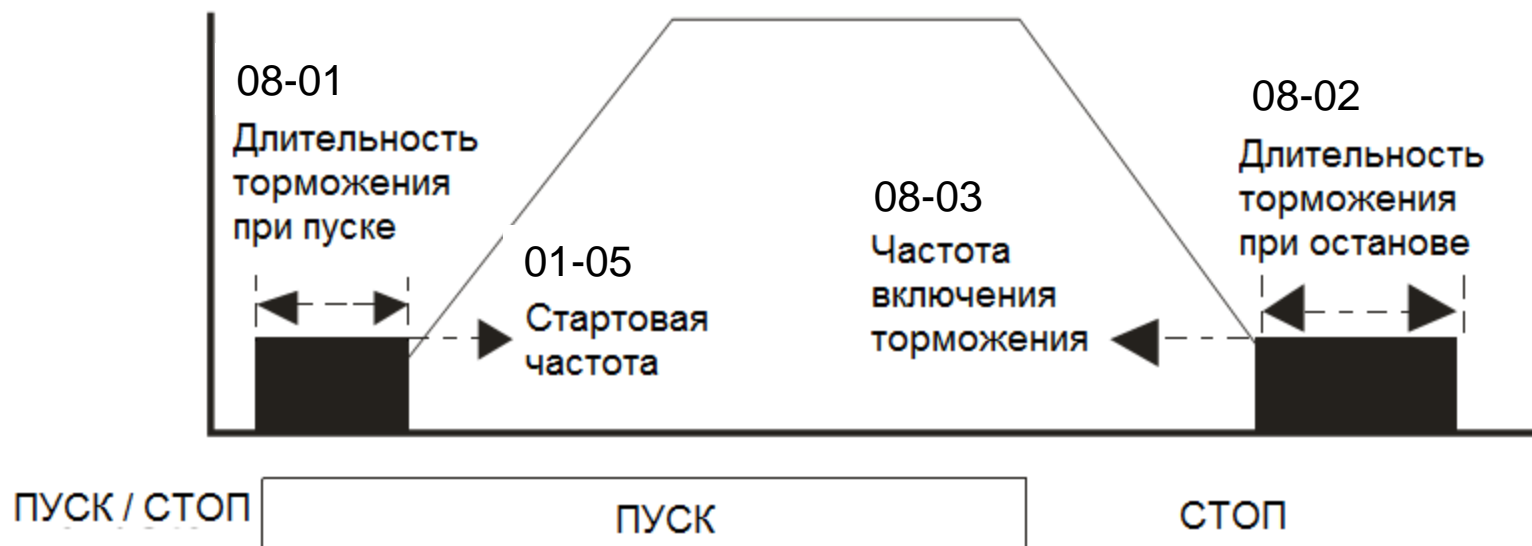 08-01
Длительность
торможения
при пуске
01-05
Стартовая
частота
08-03
Частота
включения
торможения
08-02
Длительность
торможения
при останове
ПУСК / СТОП
ПУСК
СТОП